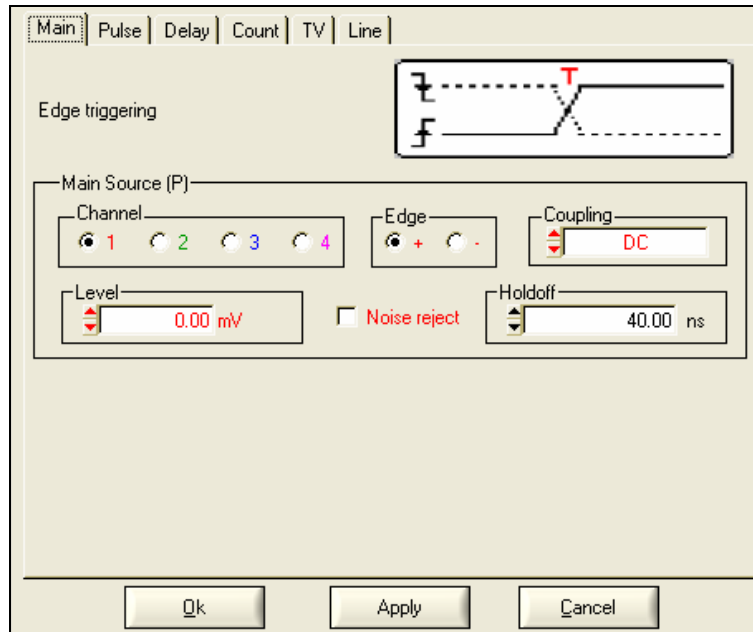 Main Pulse Delay Count TV Line
T
Edge triggering
Main Source (P)
Channel Edge Coupling
1 2 3 4 + - DC
Level Holdoff
0.00 mV Noise reject 40.00 ns
Ok Apply Cancel